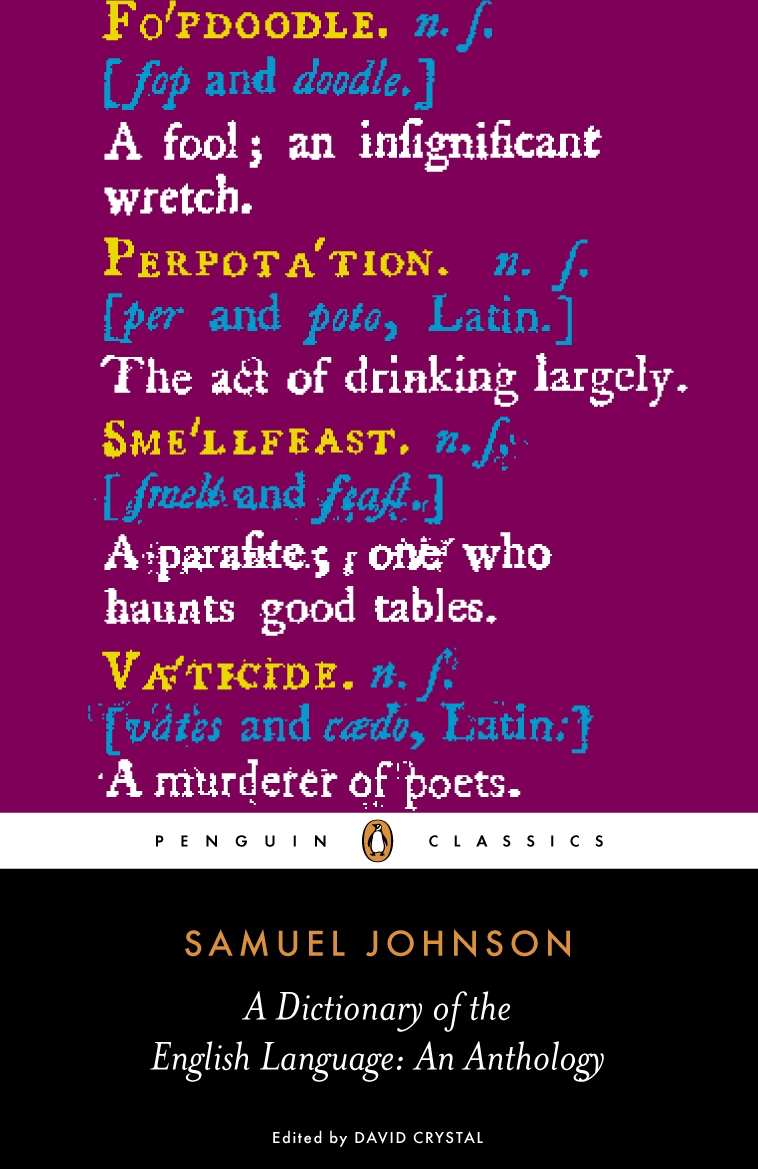 FO'PDOODLE. n. ſ.
[fop and doodle.]
A fool; an inſignificant
wretch.
PERPOTA'TION. n. ſ.
[per and poto, Latin.]
The act of drinking largely.
SME'LLFEAST. n. ſ.
[ſmell and feaſt.]
A paraſite; one who
haunts good tables.
VA'TICIDE. n. ſ.
[vates and cædo, Latin.]
A murderer of poets.
PENGUIN CLASSICS
SAMUEL JOHNSON
A Dictionary of the
English Language: An Anthology
Edited by DAVID CRYSTAL